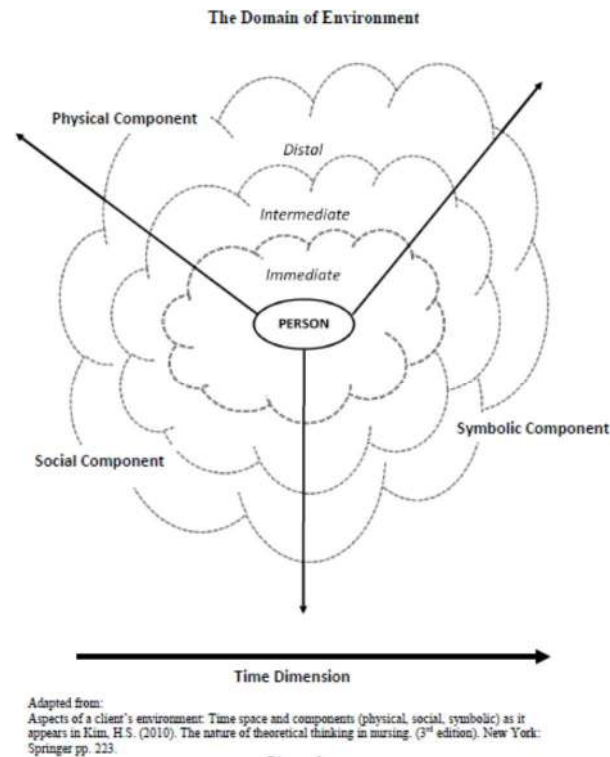 The Domain of Environment
Physical Component
Distal
Intermediate
Immediate
PERSON
Symbolic Component
Social Component
Time Dimension
Adapted from:
Aspects of a client's environment: Time space and components (physical, social, symbolic) as it
appears in Kim, H.S. (2010). The nature of theoretical thinking in nursing. (3rd edition). New York:
Springer pp. 223.